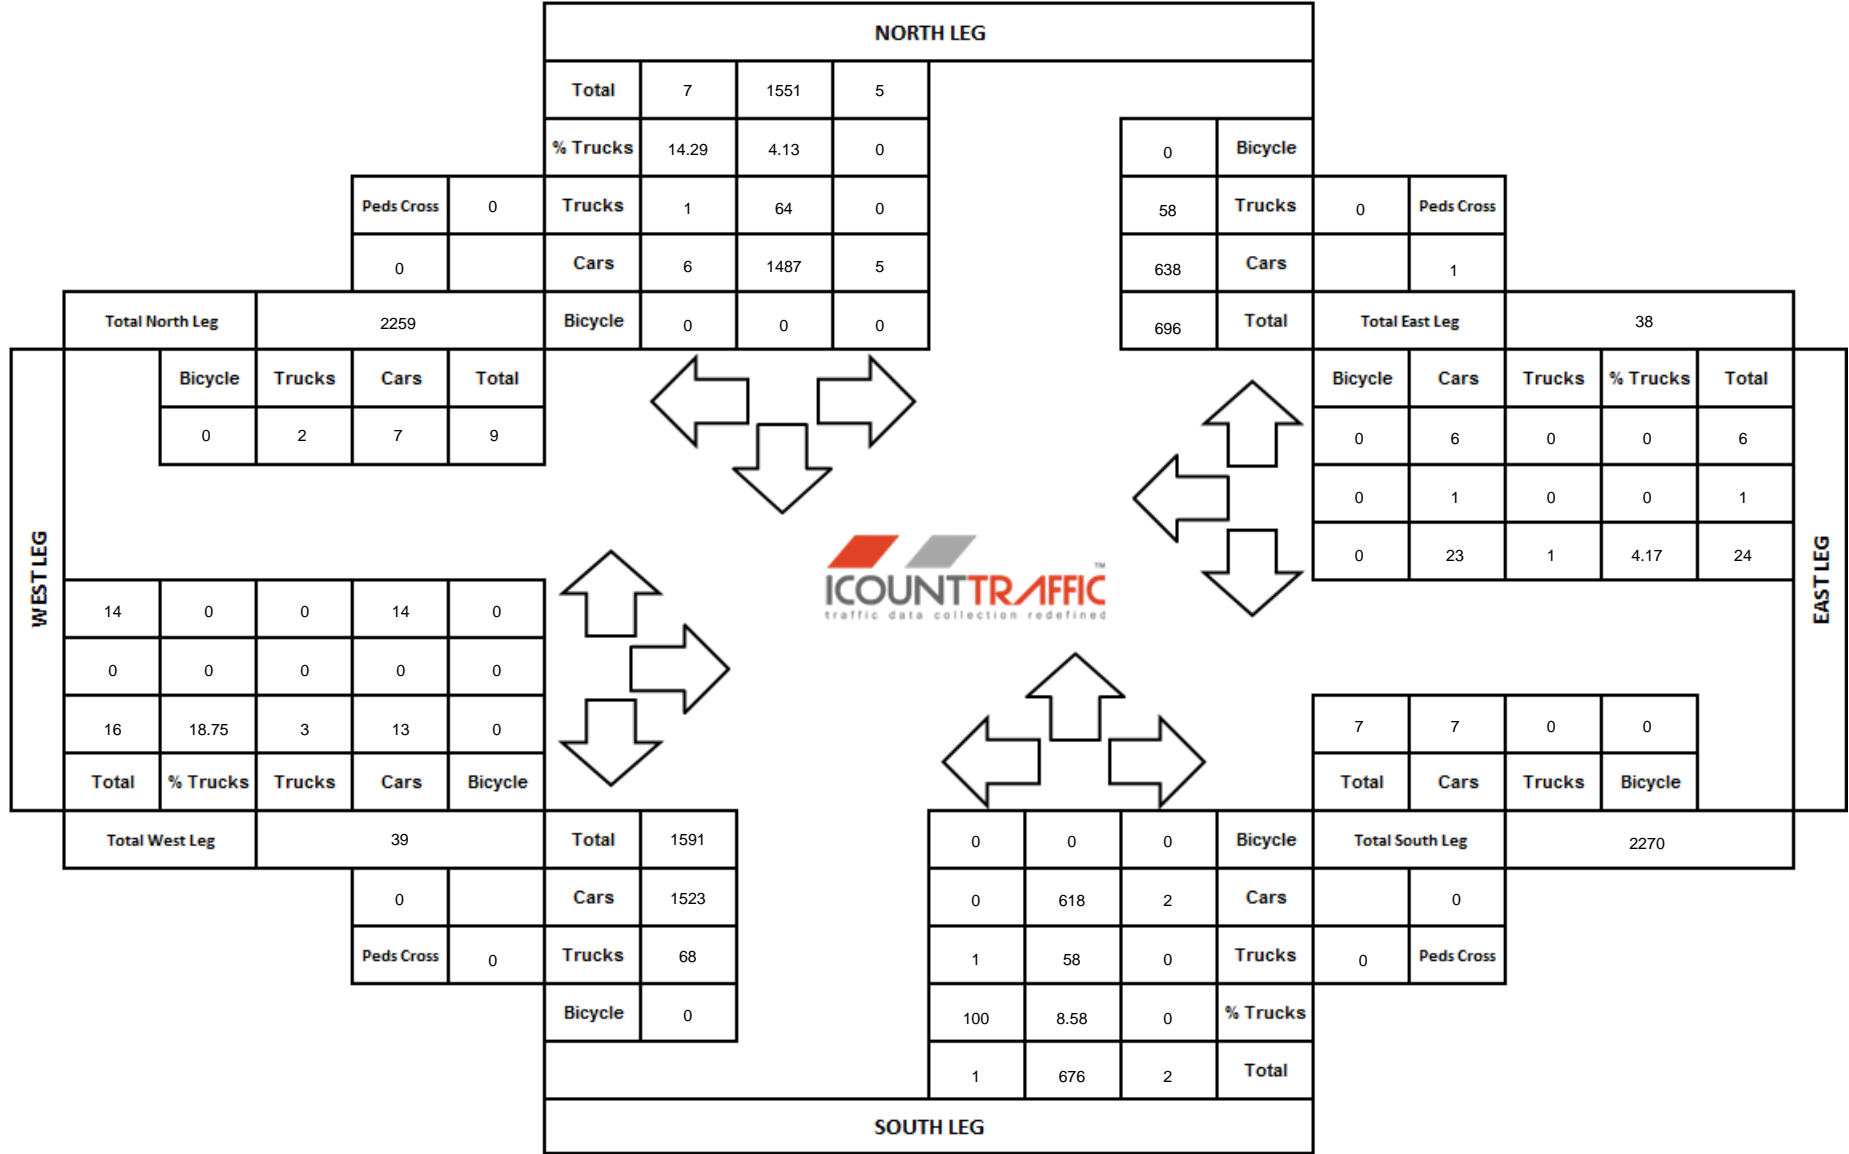 NORTH LEG
Total 7 1551 5
% Trucks 14.29 4.13 0 0 Bicycle
Peds Cross 0 Trucks 1 64 0 58 Trucks 0 Peds Cross
0 Cars 6 1487 5 638 Cars 1
Total North Leg 2259 Bicycle 0 0 0 696 Total Total East Leg 38
Bicycle Trucks Cars Total Bicycle Cars Trucks % Trucks Total
0 2 7 9 0 6 0 0 6
0 1 0 0 1
0 23 1 4.17 24
WEST LEG
EAST LEG
ICOUNTTRAFFIC™
traffic data collection redefined
14 0 0 14 0
0 0 0 0 0
16 18.75 3 13 0 7 7 0 0
Total % Trucks Trucks Cars Bicycle Total Cars Trucks Bicycle
Total West Leg 39 Total 1591 0 0 0 Bicycle Total South Leg 2270
0 Cars 1523 0 618 2 Cars 0
Peds Cross 0 Trucks 68 1 58 0 Trucks 0 Peds Cross
Bicycle 0 100 8.58 0 % Trucks
1 676 2 Total
SOUTH LEG